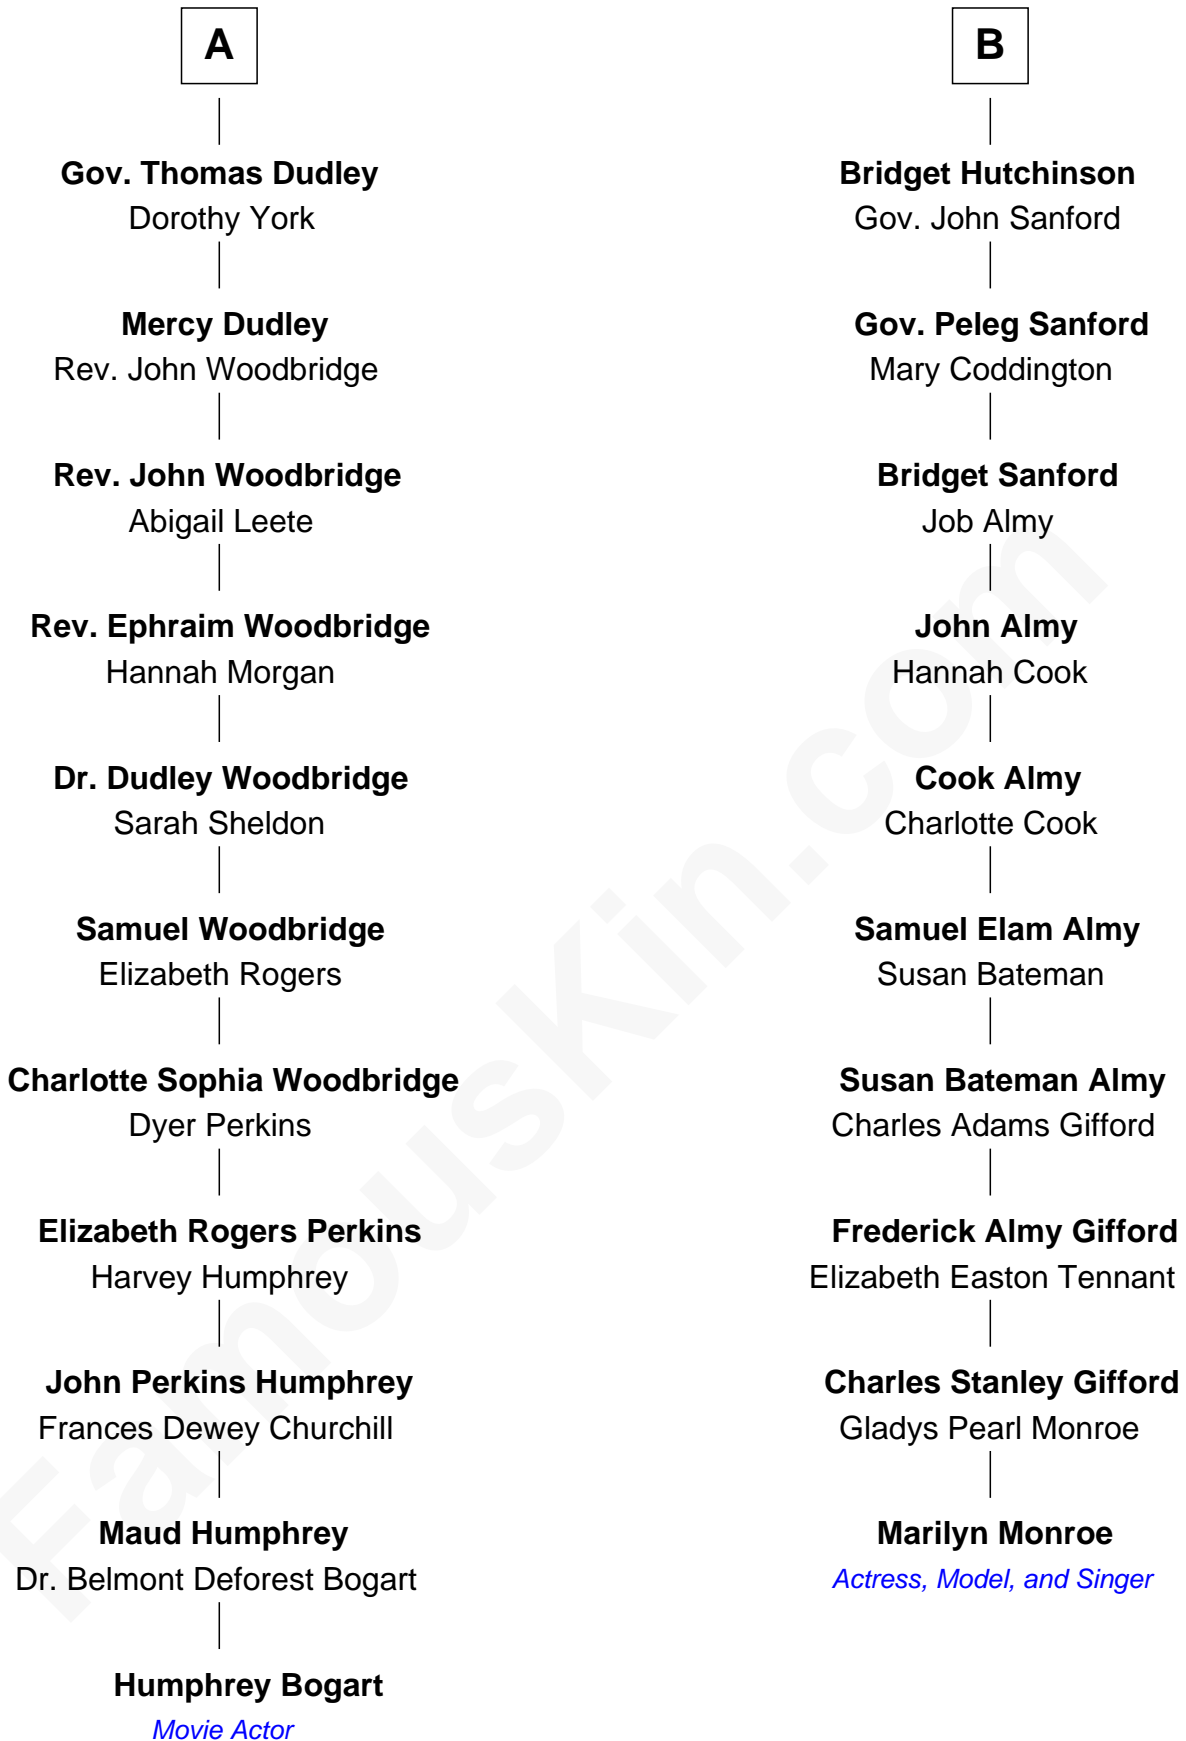 A
Gov. Thomas Dudley
Dorothy York
Mercy Dudley
Rev. John Woodbridge
Rev. John Woodbridge
Abigail Leete
Rev. Ephraim Woodbridge
Hannah Morgan
Dr. Dudley Woodbridge
Sarah Sheldon
Samuel Woodbridge
Elizabeth Rogers
Charlotte Sophia Woodbridge
Dyer Perkins
Elizabeth Rogers Perkins
Harvey Humphrey
John Perkins Humphrey
Frances Dewey Churchill
Maud Humphrey
Dr. Belmont Deforest Bogart
Humphrey Bogart
Movie Actor
B
Bridget Hutchinson
Gov. John Sanford
Gov. Peleg Sanford
Mary Coddington
Bridget Sanford
Job Almy
John Almy
Hannah Cook
Cook Almy
Charlotte Cook
Samuel Elam Almy
Susan Bateman
Susan Bateman Almy
Charles Adams Gifford
Frederick Almy Gifford
Elizabeth Easton Tennant
Charles Stanley Gifford
Gladys Pearl Monroe
Marilyn Monroe
Actress, Model, and Singer
FamousKin.com